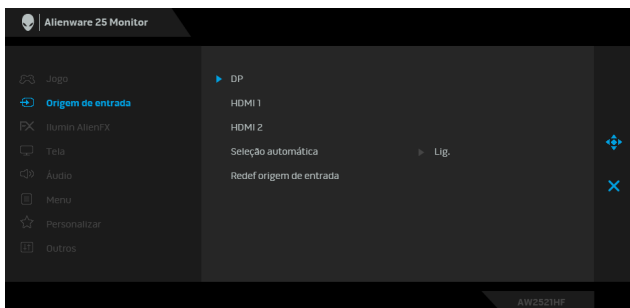 Alienware 25 Monitor
Jogo
Origem de entrada
Ilumin AlienFX
Tela
Áudio
Menu
Personalizar
Outros
DP
HDMI 1
HDMI 2
Seleção automática Lig.
Redef origem de entrada
AW2521HF